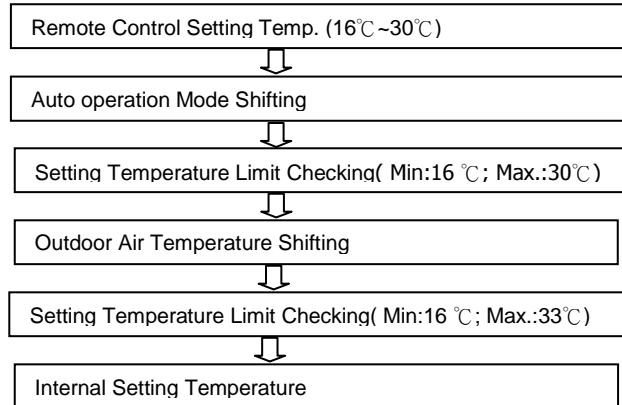 Remote Control Setting Temp. (16℃~30℃)
Auto operation Mode Shifting
Setting Temperature Limit Checking( Min:16 ℃; Max.:30℃)
Outdoor Air Temperature Shifting
Setting Temperature Limit Checking( Min:16 ℃; Max.:33℃)
Internal Setting Temperature